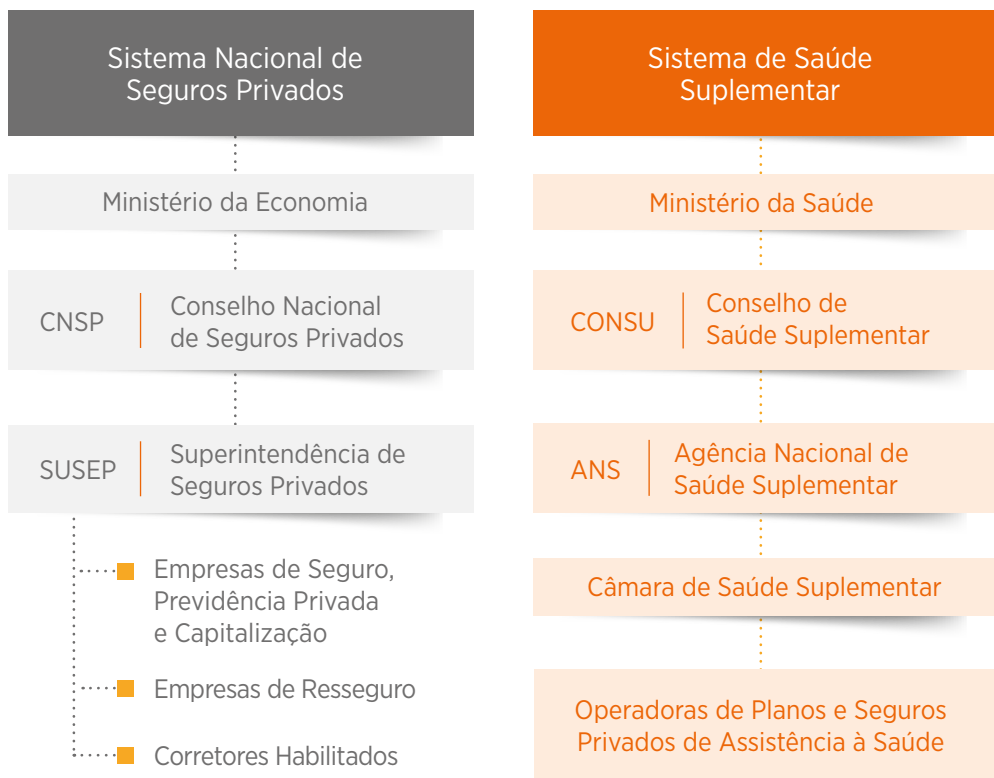 Sistema Nacional de
Seguros Privados
Ministério da Economia
CNSP
Conselho Nacional
de Seguros Privados
SUSEP
Superintendência de
Seguros Privados
Empresas de Seguro,
Previdência Privada
e Capitalização
Empresas de Resseguro
Corretores Habilitados
Sistema de Saúde
Suplementar
Ministério da Saúde
CONSU
Conselho de
Saúde Suplementar
ANS
Agência Nacional de
Saúde Suplementar
Câmara de Saúde Suplementar
Operadoras de Planos e Seguros
Privados de Assistência à Saúde